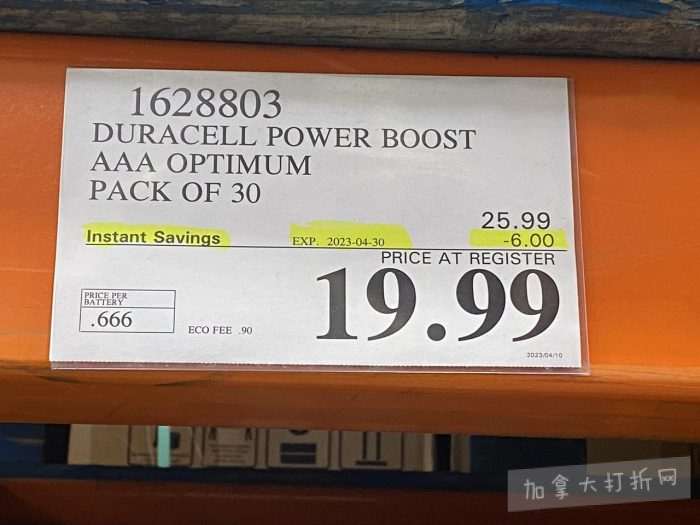 1628803
DURACELL POWER BOOST
AAA OPTIMUM
PACK OF 30
25.99
Instant Savings EXP. 2023-04-30 -6.00
PRICE AT REGISTER
19.99
PRICE PER
BATTERY
.666
ECO FEE .90
2023/04/10
加拿大打折网